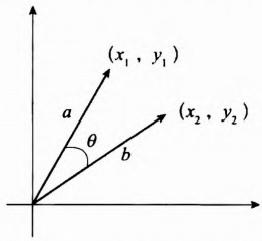 (x₁ , y₁)
a
(x₂ , y₂)
θ
b